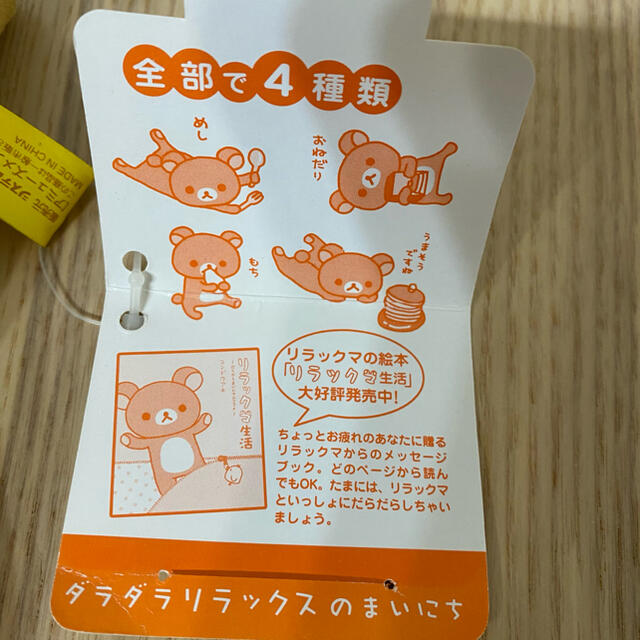 全部で4種類
めし
おねだり
もち
うまそう
ですね
リラックマの絵本
「リラックマ生活」
大好評発売中!
リラックマ生活
コンドウアキ
ちょっとお疲れのあなたに贈る
リラックマからのメッセージ
ブック。どのページから読ん
でもOK。たまには、リラックマ
といっしょにだらだらしちゃい
ましょう。
ダラダラリラックスのまいにち
MADE IN CHINA